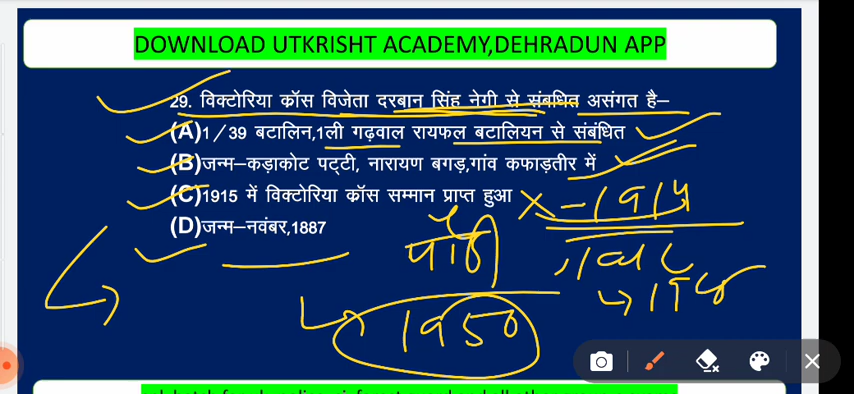 DOWNLOAD UTKRISHT ACADEMY,DEHRADUN APP
29. विक्टोरिया क्रॉस विजेता दरबान सिंह नेगी से संबधित असंगत है-
(A)1/39 बटालिन,1ली गढ़वाल रायफल बटालियन से संबंधित
(B)जन्म-कड़ाकोट पट्टी, नारायण बगड़,गांव कफाड़तीर में
(C)1915 में विक्टोरिया क्रॉस सम्मान प्राप्त हुआ
1914
(D)जन्म-नवंबर,1887
1950